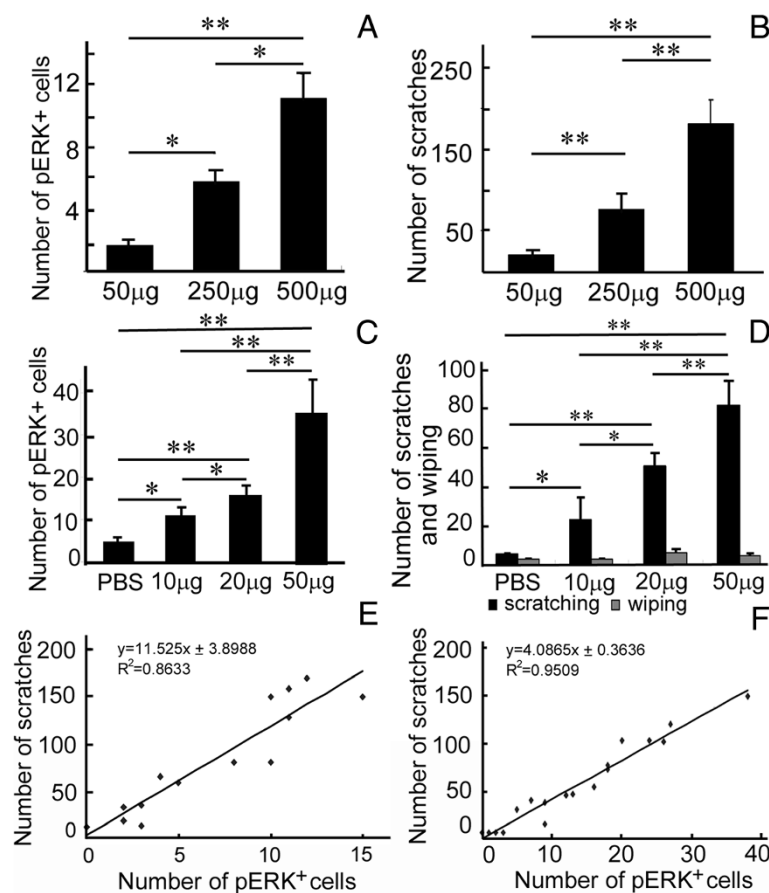 A
Number of pERK+ cells
12
8
4
**
*
*
50μg 250μg 500μg
B
Number of scratches
250
150
50
**
**
**
50μg 250μg 500μg
C
Number of pERK+ cells
40
30
20
10
0
**
**
**
**
*
*
PBS 10μg 20μg 50μg
D
Number of scratches
and wiping
100
80
60
40
20
0
**
**
**
**
*
*
PBS 10μg 20μg 50μg
scratching wiping
E
Number of scratches
200
150
100
50
0
y=11.525x ± 3.8988
R²=0.8633
0 5 10 15
Number of pERK⁺ cells
F
Number of scratches
200
150
100
50
0
y=4.0865x ± 0.3636
R²=0.9509
0 10 20 30 40
Number of pERK⁺ cells